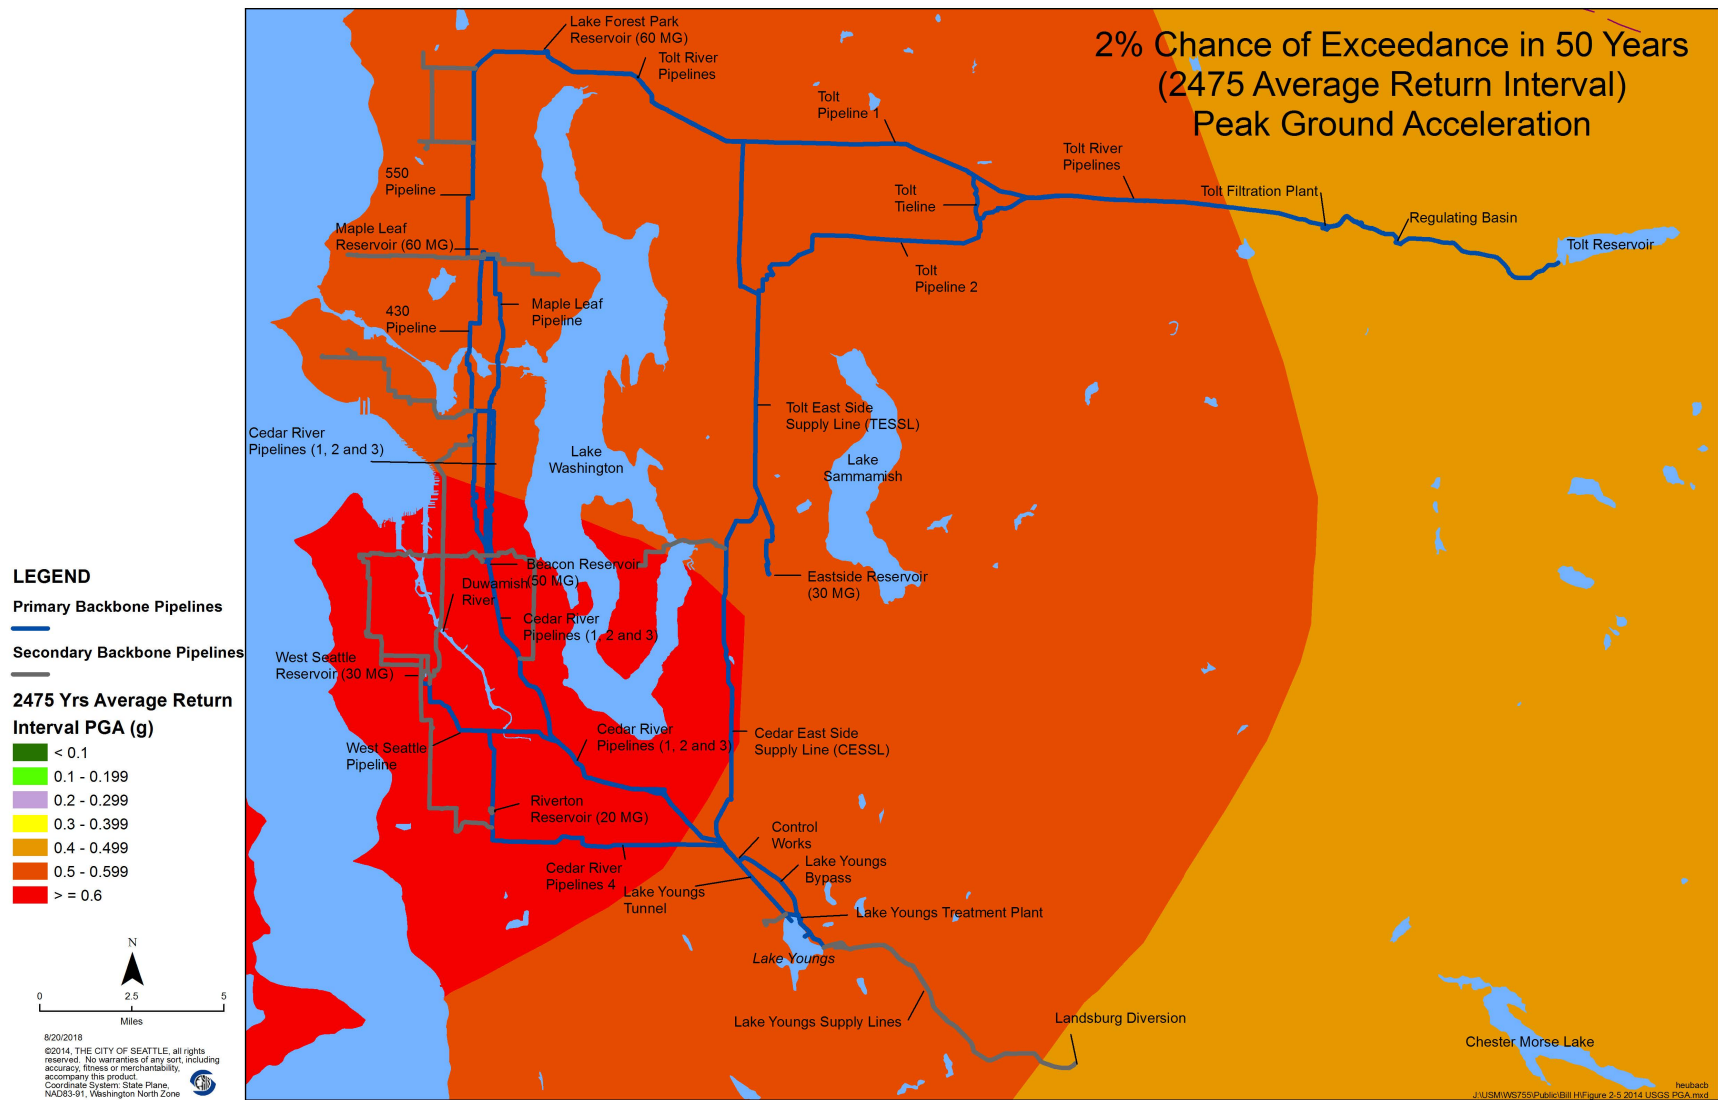 2% Chance of Exceedance in 50 Years
(2475 Average Return Interval)
Peak Ground Acceleration
Lake Forest Park
Reservoir (60 MG)
Tolt River
Pipelines
Tolt
Pipeline 1
Tolt River
Pipelines
550
Pipeline
Tolt
Tieline
Tolt Filtration Plant
Regulating Basin
Tolt Reservoir
Maple Leaf
Reservoir (60 MG)
Tolt
Pipeline 2
430
Pipeline
Maple Leaf
Pipeline
Tolt East Side
Supply Line (TESSL)
Cedar River
Pipelines (1, 2 and 3)
Lake
Washington
Lake
Sammamish
Beacon Reservoir
(50 MG)
Duwamish
River
Eastside Reservoir
(30 MG)
Cedar River
Pipelines (1, 2 and 3)
West Seattle
Reservoir (30 MG)
Cedar River
Pipelines (1, 2 and 3)
Cedar East Side
Supply Line (CESSL)
West Seattle
Pipeline
Riverton
Reservoir (20 MG)
Control
Works
Lake Youngs
Bypass
Cedar River
Pipelines 4
Lake Youngs
Tunnel
Lake Youngs Treatment Plant
Lake Youngs
Lake Youngs Supply Lines
Landsburg Diversion
Chester Morse Lake
LEGEND
Primary Backbone Pipelines
Secondary Backbone Pipelines
2475 Yrs Average Return
Interval PGA (g)
< 0.1
0.1 - 0.199
0.2 - 0.299
0.3 - 0.399
0.4 - 0.499
0.5 - 0.599
> = 0.6
N
0 2.5 5
Miles
8/20/2018
©2014, THE CITY OF SEATTLE, all rights
reserved. No warranties of any sort, including
accuracy, fitness or merchantability,
accompany this product.
Coordinate System: State Plane,
NAD83-91, Washington North Zone
heubacb
J:\USM\WS755\Public\Bill H\Figure 2-5 2014 USGS PGA.mxd